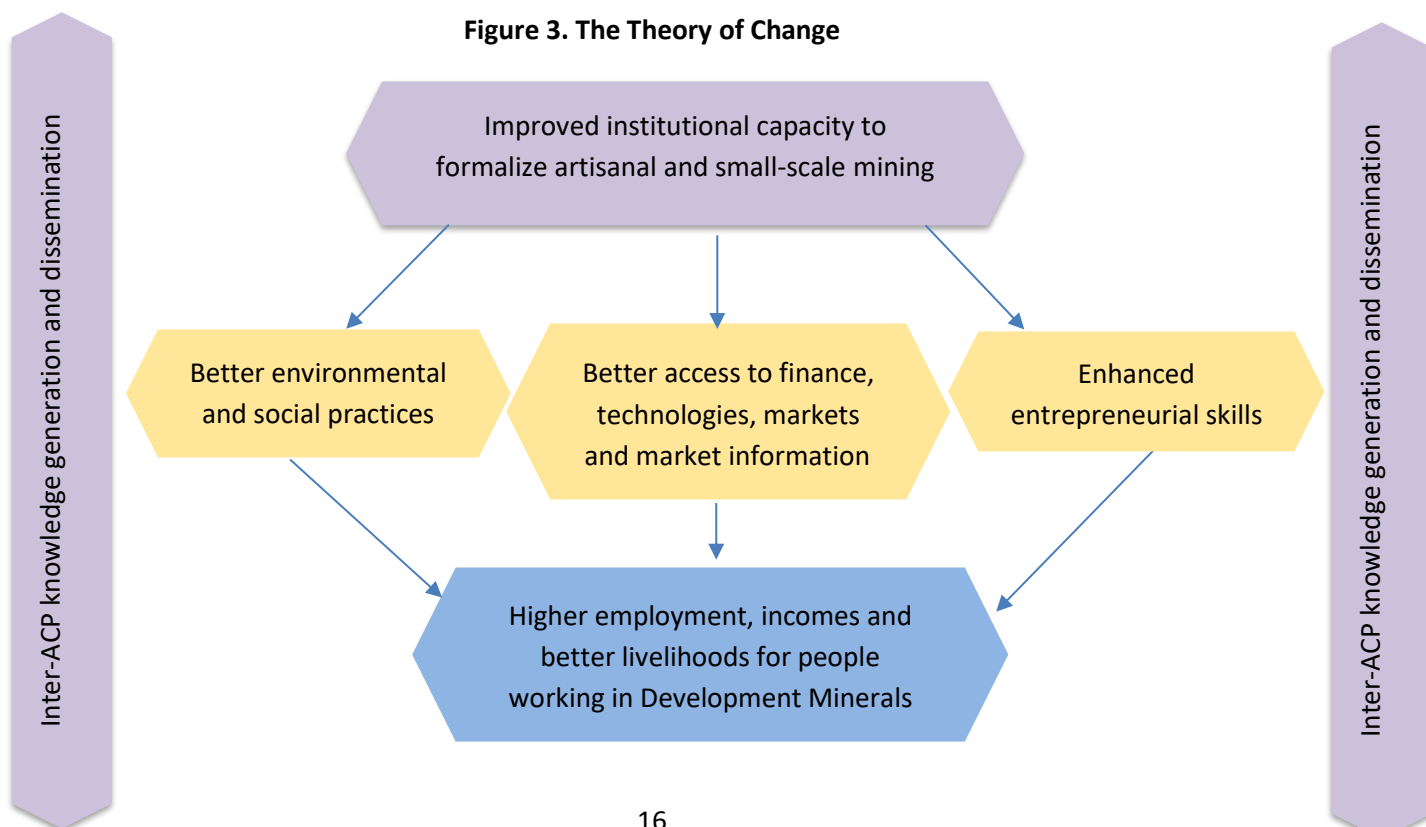 Figure 3. The Theory of Change
Inter-ACP knowledge generation and dissemination
Improved institutional capacity to
formalize artisanal and small-scale mining
Better environmental
and social practices
Better access to finance,
technologies, markets
and market information
Enhanced
entrepreneurial skills
Higher employment, incomes and
better livelihoods for people
working in Development Minerals
Inter-ACP knowledge generation and dissemination
16